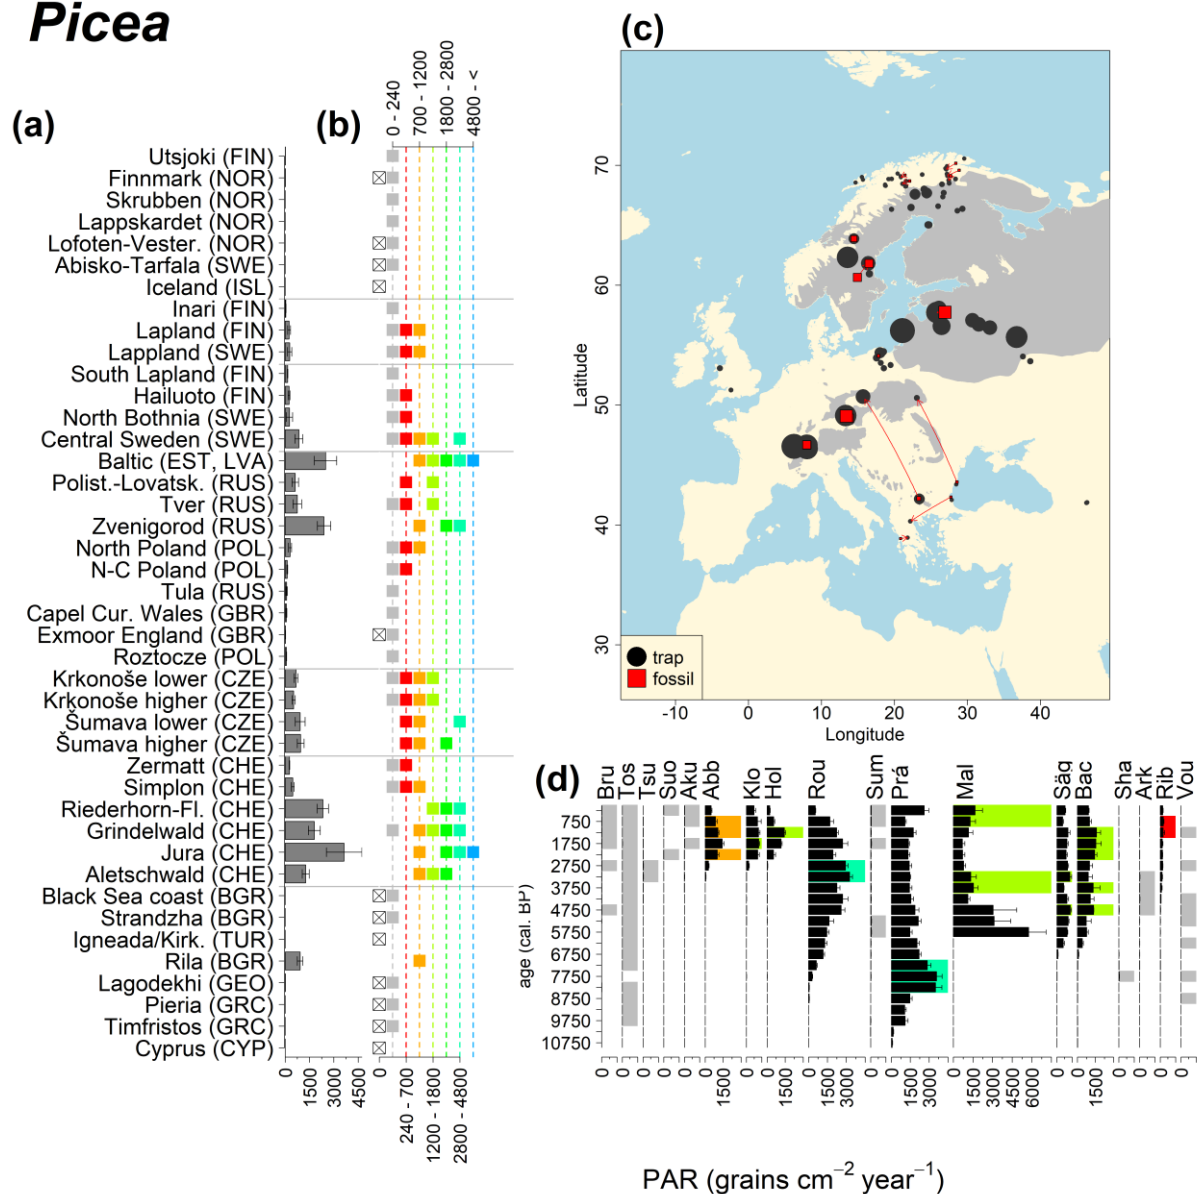 Picea
(a)
(b)
0 - 240
700 - 1200
1800 - 2800
4800 - <
Utsjoki (FIN)
Finnmark (NOR)
Skrubben (NOR)
Lappskardet (NOR)
Lofoten-Vester. (NOR)
Abisko-Tarfala (SWE)
Iceland (ISL)
Inari (FIN)
Lapland (FIN)
Lappland (SWE)
South Lapland (FIN)
Hailuoto (FIN)
North Bothnia (SWE)
Central Sweden (SWE)
Baltic (EST, LVA)
Polist.-Lovatsk. (RUS)
Tver (RUS)
Zvenigorod (RUS)
North Poland (POL)
N-C Poland (POL)
Tula (RUS)
Capel Cur. Wales (GBR)
Exmoor England (GBR)
Roztocze (POL)
Krkonoše lower (CZE)
Krkonoše higher (CZE)
Šumava lower (CZE)
Šumava higher (CZE)
Zermatt (CHE)
Simplon (CHE)
Riederhorn-Fl. (CHE)
Grindelwald (CHE)
Jura (CHE)
Aletschwald (CHE)
Black Sea coast (BGR)
Strandzha (BGR)
Igneada/Kirk. (TUR)
Rila (BGR)
Lagodekhi (GEO)
Pieria (GRC)
Timfristos (GRC)
Cyprus (CYP)
0 1500 3000 4500
0
240 - 700
1200 - 1800
2800 - 4800
(c)
Latitude
70
60
50
40
30
trap
fossil
-10 0 10 20 30 40
Longitude
(d)
Bru Tos Tsu Suo Aku Abb Klo Hol Rou Sum Prá Mal Säg Bac Sha Ark Rib Vou
age (cal. BP)
750
1750
2750
3750
4750
5750
6750
7750
8750
9750
10750
0 0 0 0 0 0 1500 0 0 1500 0 1500 3000 0 0 1500 3000 0 1500 3000 4500 6000 0 0 1500 0 0 0 0
PAR (grains cm−2 year−1)